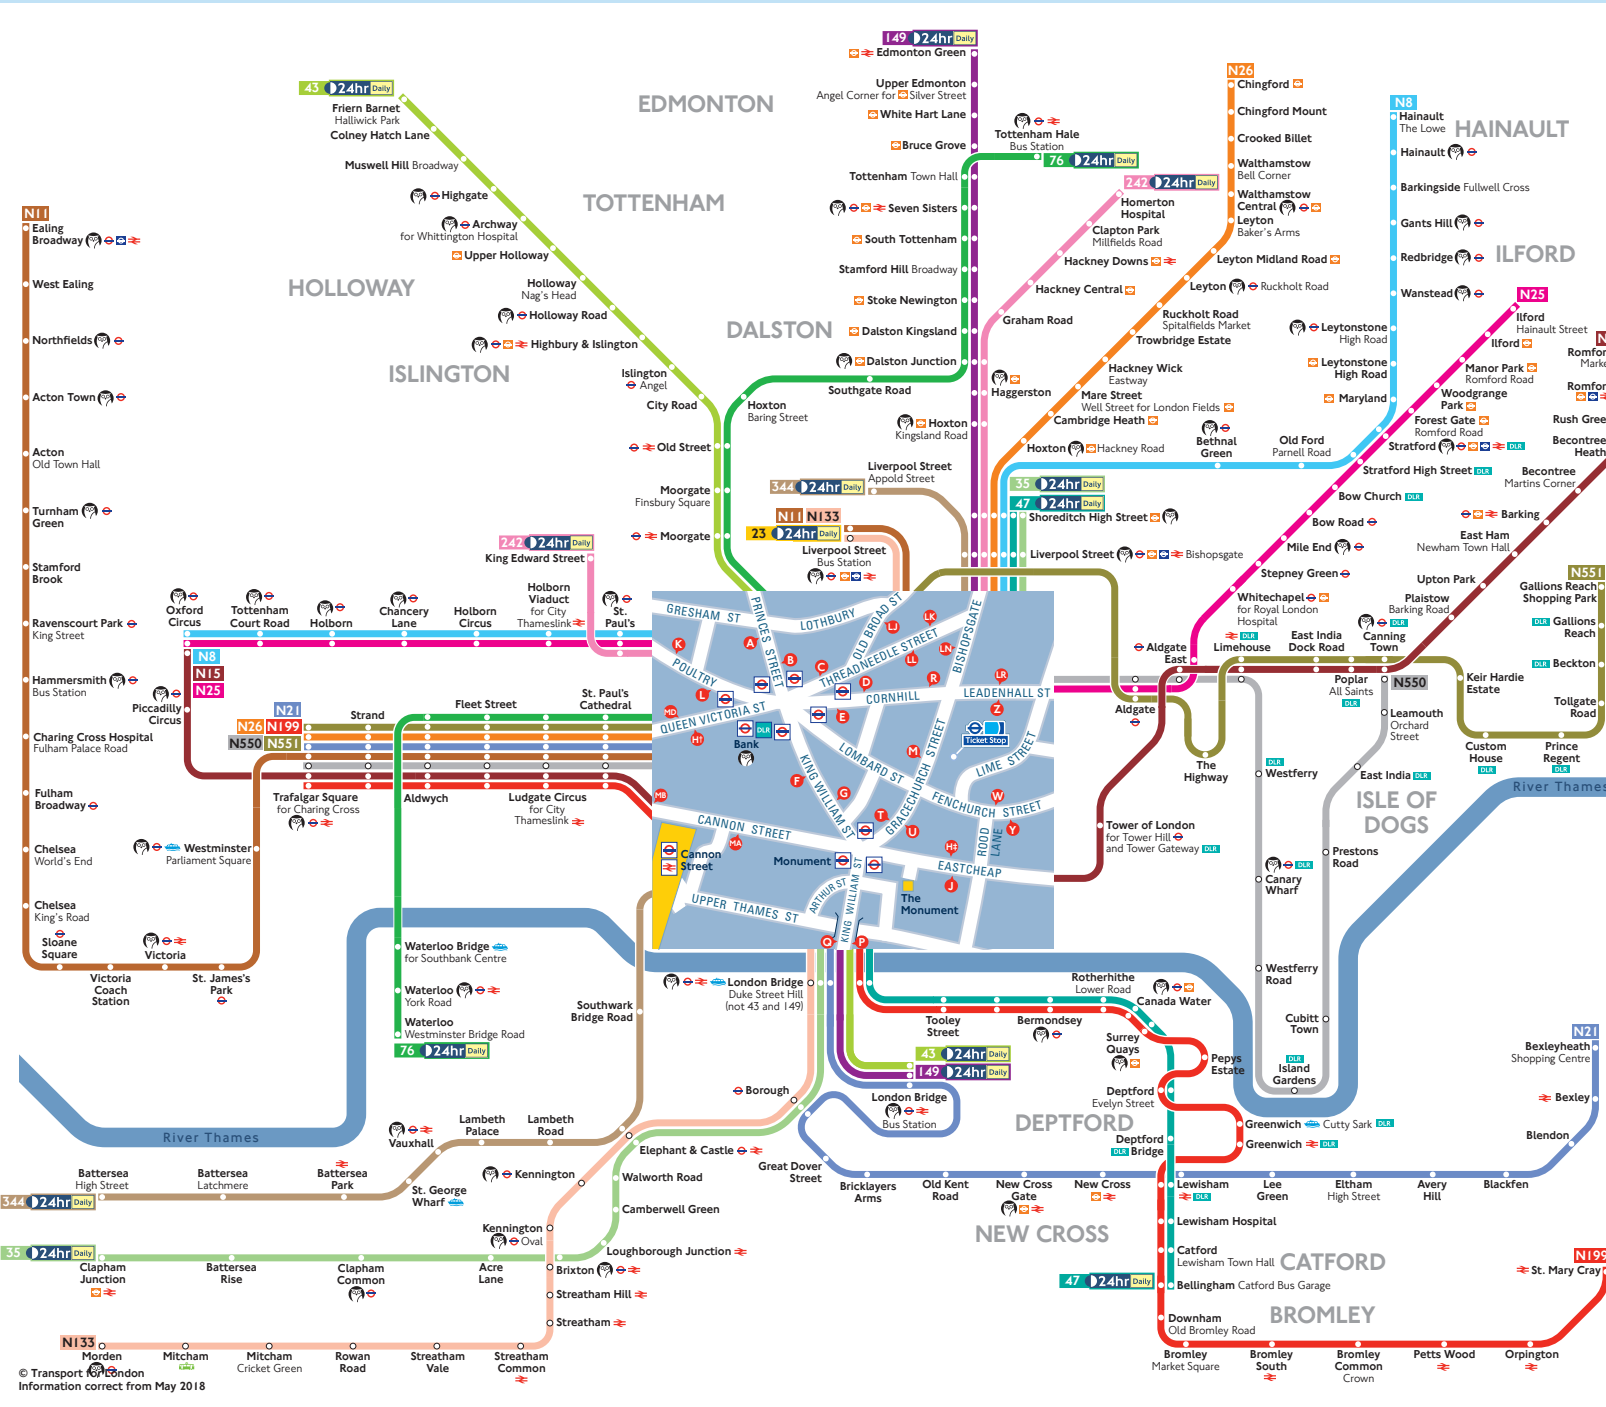 149 24hr Daily
Edmonton Green
Upper Edmonton
Angel Corner for Silver Street
White Hart Lane
Bruce Grove
Tottenham Town Hall
Seven Sisters
South Tottenham
Stamford Hill Broadway
Stoke Newington
Dalston Kingsland
Dalston Junction
Southgate Road
Haggerston
Hoxton
Kingsland Road
EDMONTON
TOTTENHAM
HOLLOWAY
DALSTON
ISLINGTON
43 24hr Daily
Friern Barnet
Halliwick Park
Colney Hatch Lane
Muswell Hill Broadway
Highgate
Archway
for Whittington Hospital
Upper Holloway
Holloway
Nag's Head
Holloway Road
Highbury & Islington
Islington
Angel
City Road
Hoxton
Baring Street
Old Street
Moorgate
Finsbury Square
Moorgate
Tottenham Hale
Bus Station
76 24hr Daily
242 24hr Daily
Homerton
Hospital
Clapton Park
Millfields Road
Hackney Downs
Hackney Central
Graham Road
N26
Chingford
Chingford Mount
Crooked Billet
Walthamstow
Bell Corner
Walthamstow
Central
Leyton
Baker's Arms
Leyton Midland Road
Leyton Ruckholt Road
Ruckholt Road
Spitalfields Market
Trowbridge Estate
Hackney Wick
Eastway
Mare Street
Well Street for London Fields
Cambridge Heath
Hoxton Hackney Road
N8
Hainault
The Lowe
HAINAULT
Hainault
Barkingside Fullwell Cross
Gants Hill
Redbridge
ILFORD
Wanstead
Leytonstone
High Road
Leytonstone
High Road
Maryland
Bethnal
Green
Old Ford
Parnell Road
N25
Ilford
Hainault Street
Ilford
Manor Park
Romford Road
Woodgrange
Park
Forest Gate
Romford Road
Stratford DLR
Stratford High Street DLR
Bow Church DLR
Bow Road
Mile End
Stepney Green
Whitechapel
for Royal London
Hospital
N
Romfor
Marke
Romfor
Rush Gree
Becontree
Heath
Becontree
Martins Corner
Barking
East Ham
Newham Town Hall
Upton Park
Plaistow
Barking Road
Canning
Town
DLR
N551
Gallions Reach
Shopping Park
DLR Gallions
Reach
DLR Beckton
Tollgate
Road
Keir Hardie
Estate
Custom
House
DLR
Prince
Regent
DLR
River Thames
N11
Ealing
Broadway
West Ealing
Northfields
Acton Town
Acton
Old Town Hall
Turnham
Green
Stamford
Brook
Ravenscourt Park
King Street
Hammersmith
Bus Station
Charing Cross Hospital
Fulham Palace Road
Fulham
Broadway
Chelsea
World's End
Chelsea
King's Road
Sloane
Square
Victoria
Coach
Station
Victoria
St. James's
Park
Westminster
Parliament Square
344 24hr Daily
Liverpool Street
Appold Street
N11 N133
23 24hr Daily
Liverpool Street
Bus Station
35 24hr Daily
47 24hr Daily
Shoreditch High Street
Liverpool Street Bishopsgate
242 24hr Daily
King Edward Street
Holborn
Viaduct
for City
Thameslink
St.
Paul's
Oxford
Circus
Tottenham
Court Road
Holborn
Chancery
Lane
Holborn
Circus
N8
N15
N25
Piccadilly
Circus
N21
N26 N199
N550 N551
Strand
Fleet Street
St. Paul's
Cathedral
Trafalgar Square
for Charing Cross
Aldwych
Ludgate Circus
for City
Thameslink
GRESHAM ST
PRINCES STREET
LOTHBURY
OLD BROAD ST
BISHOPSGATE
THREADNEEDLE STREET
POULTRY
CORNHILL
LEADENHALL ST
QUEEN VICTORIA ST
LOMBARD ST
KING WILLIAM ST
GRACECHURCH STREET
LIME STREET
FENCHURCH STREET
CANNON STREET
ROOD
LANE
EASTCHEAP
ARTHUR ST
KING WILLIAM ST
UPPER THAMES ST
K
A
B
C
D
E
F
G
L
LJ
LK
LL
LN
LR
R
Z
M
MD
H†
MB
MA
T
U
W
Y
H‡
J
Q
P
DLR
Bank
Ticket Stop
Cannon
Street
Monument
The
Monument
Aldgate
East
Aldgate
The
Highway
DLR
Limehouse
East India
Dock Road
Poplar
All Saints
DLR
N550
Leamouth
Orchard
Street
East India DLR
DLR
Westferry
ISLE OF
DOGS
Prestons
Road
DLR
Canary
Wharf
Westferry
Road
Cubitt
Town
DLR
Island
Gardens
Tower of London
for Tower Hill
and Tower Gateway DLR
Waterloo Bridge
for Southbank Centre
Waterloo
York Road
Waterloo
Westminster Bridge Road
76 24hr Daily
Southwark
Bridge Road
London Bridge
Duke Street Hill
(not 43 and 149)
Tooley
Street
Bermondsey
Rotherhithe
Lower Road
Canada Water
Surrey
Quays
Pepys
Estate
Deptford
Evelyn Street
DEPTFORD
Deptford
DLR Bridge
Greenwich Cutty Sark DLR
Greenwich DLR
43 24hr Daily
149 24hr Daily
London Bridge
Bus Station
Borough
Elephant & Castle
Great Dover
Street
Bricklayers
Arms
Old Kent
Road
New Cross
Gate
New Cross
NEW CROSS
Lewisham
DLR
Lee
Green
Eltham
High Street
Avery
Hill
Blackfen
Blendon
Bexley
N21
Bexleyheath
Shopping Centre
Lewisham Hospital
Catford
Lewisham Town Hall
CATFORD
47 24hr Daily
Bellingham Catford Bus Garage
BROMLEY
Downham
Old Bromley Road
Bromley
Market Square
Bromley
South
Bromley
Common
Crown
Petts Wood
Orpington
N199
St. Mary Cray
River Thames
Vauxhall
Lambeth
Palace
Lambeth
Road
Battersea
High Street
Battersea
Latchmere
Battersea
Park
St. George
Wharf
344 24hr Daily
Kennington
Walworth Road
Camberwell Green
Kennington
Oval
Loughborough Junction
35 24hr Daily
Clapham
Junction
Battersea
Rise
Clapham
Common
Acre
Lane
Brixton
Streatham Hill
Streatham
N133
Morden
Mitcham
Mitcham
Cricket Green
Rowan
Road
Streatham
Vale
Streatham
Common
© Transport for London
Information correct from May 2018